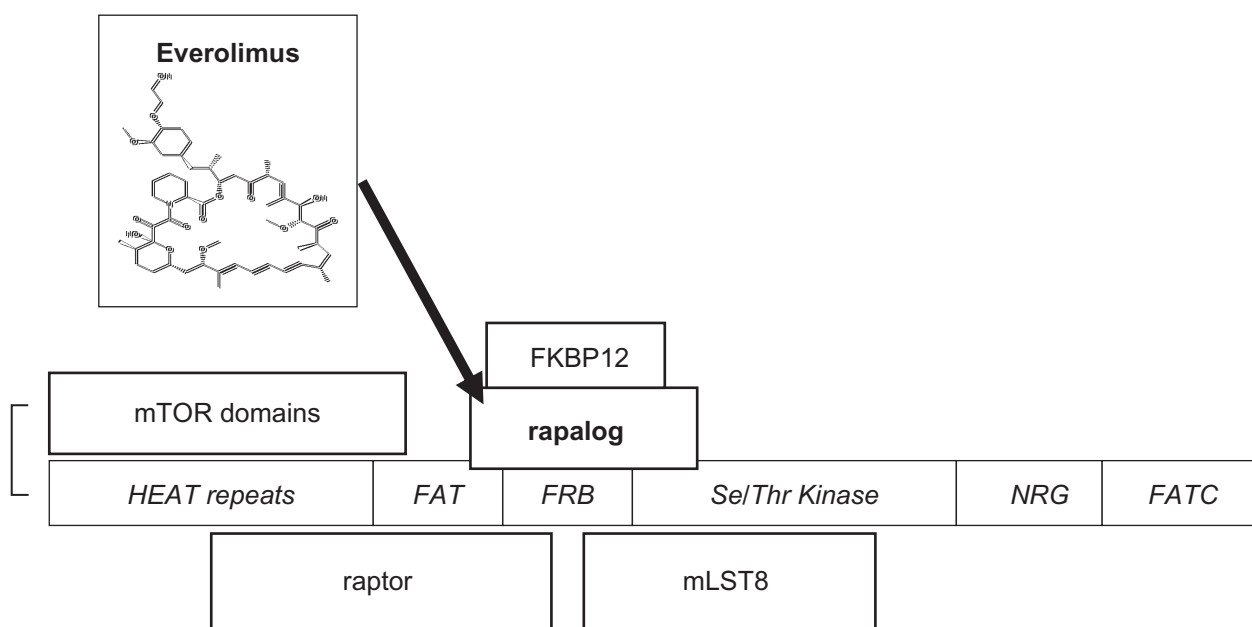 Everolimus
FKBP12
mTOR domains
rapalog
HEAT repeats FAT FRB Se/Thr Kinase NRG FATC
raptor mLST8